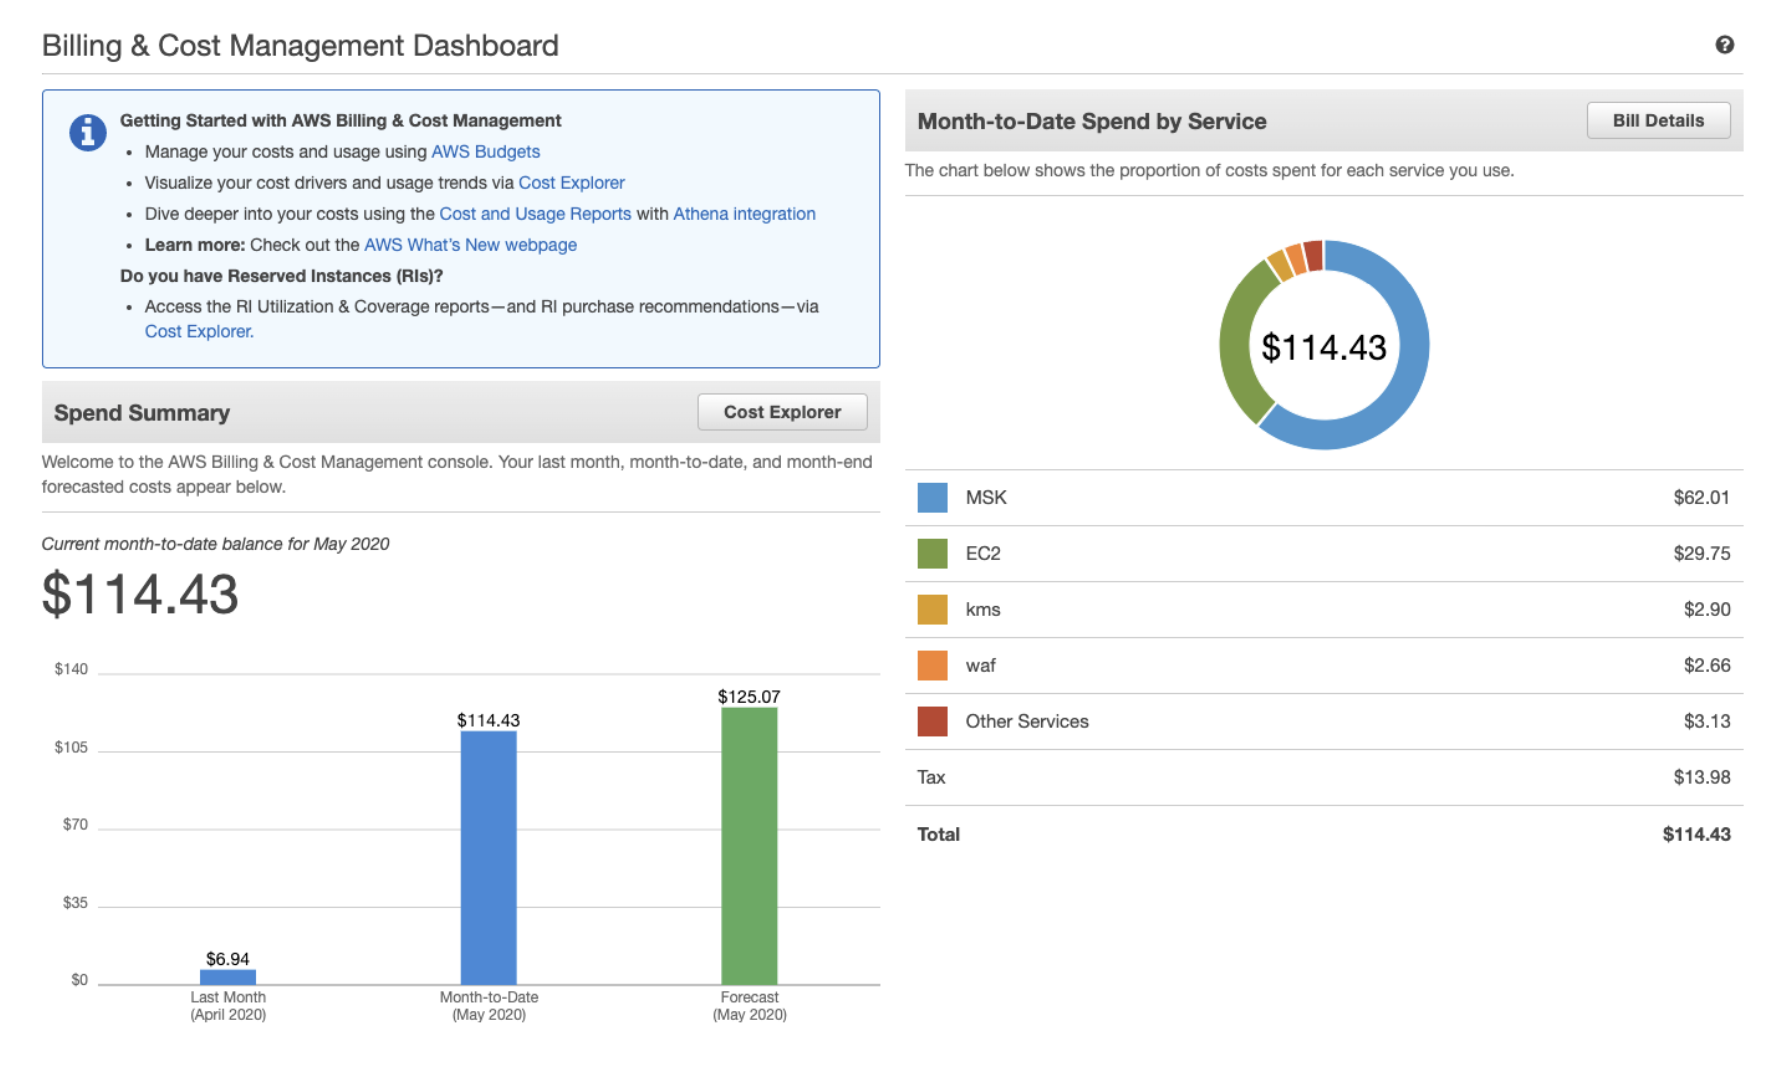 Billing & Cost Management Dashboard
?
Getting Started with AWS Billing & Cost Management
• Manage your costs and usage using AWS Budgets
• Visualize your cost drivers and usage trends via Cost Explorer
• Dive deeper into your costs using the Cost and Usage Reports with Athena integration
• Learn more: Check out the AWS What's New webpage
Do you have Reserved Instances (RIs)?
• Access the RI Utilization & Coverage reports—and RI purchase recommendations—via
Cost Explorer.
Spend Summary
Cost Explorer
Welcome to the AWS Billing & Cost Management console. Your last month, month-to-date, and month-end
forecasted costs appear below.
Current month-to-date balance for May 2020
$114.43
$140
$105
$70
$35
$0
$6.94
$114.43
$125.07
Last Month
(April 2020)
Month-to-Date
(May 2020)
Forecast
(May 2020)
Month-to-Date Spend by Service
Bill Details
The chart below shows the proportion of costs spent for each service you use.
$114.43
MSK $62.01
EC2 $29.75
kms $2.90
waf $2.66
Other Services $3.13
Tax $13.98
Total $114.43